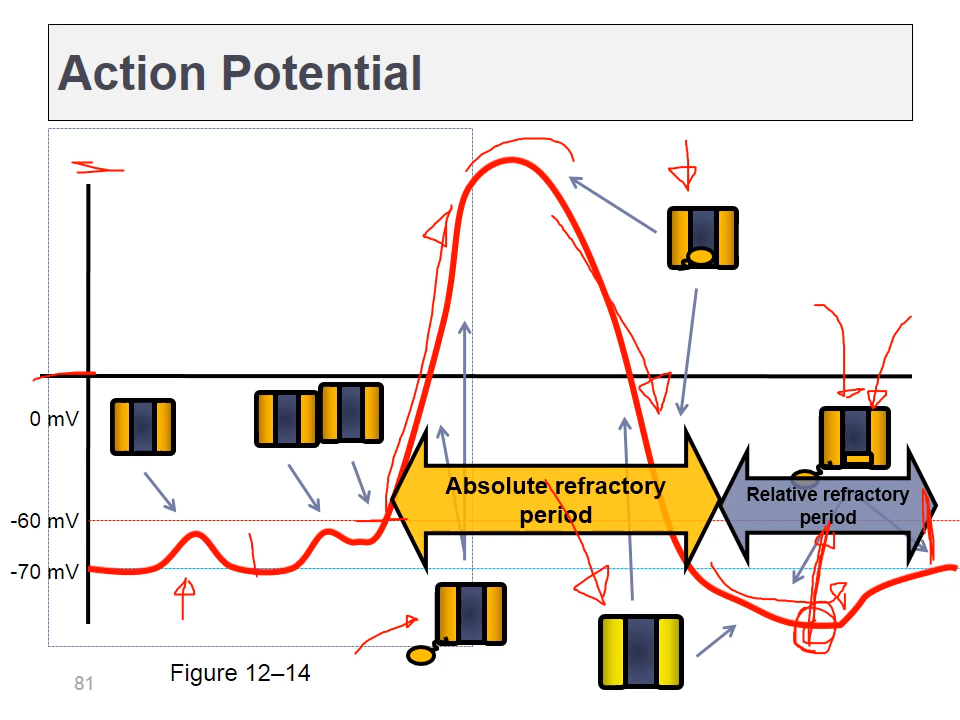 Action Potential
0 mV
-60 mV
-70 mV
Absolute refractory
period
Relative refractory
period
Figure 12–14
81